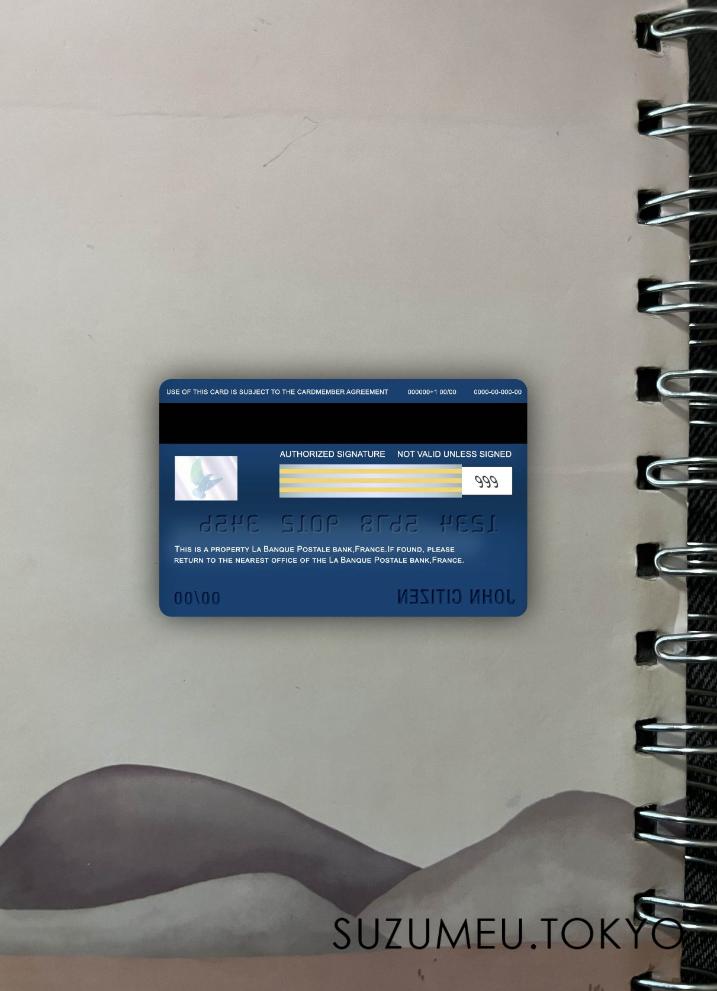 USE OF THIS CARD IS SUBJECT TO THE CARDMEMBER AGREEMENT 000000+1 00/00 0000-00-000-00
AUTHORIZED SIGNATURE NOT VALID UNLESS SIGNED
999
1234 5678 9012 3456
THIS IS A PROPERTY LA BANQUE POSTALE BANK,FRANCE.IF FOUND, PLEASE
RETURN TO THE NEAREST OFFICE OF THE LA BANQUE POSTALE BANK,FRANCE.
00/00 JOHN CITIZEN
SUZUMEU.TOKYO